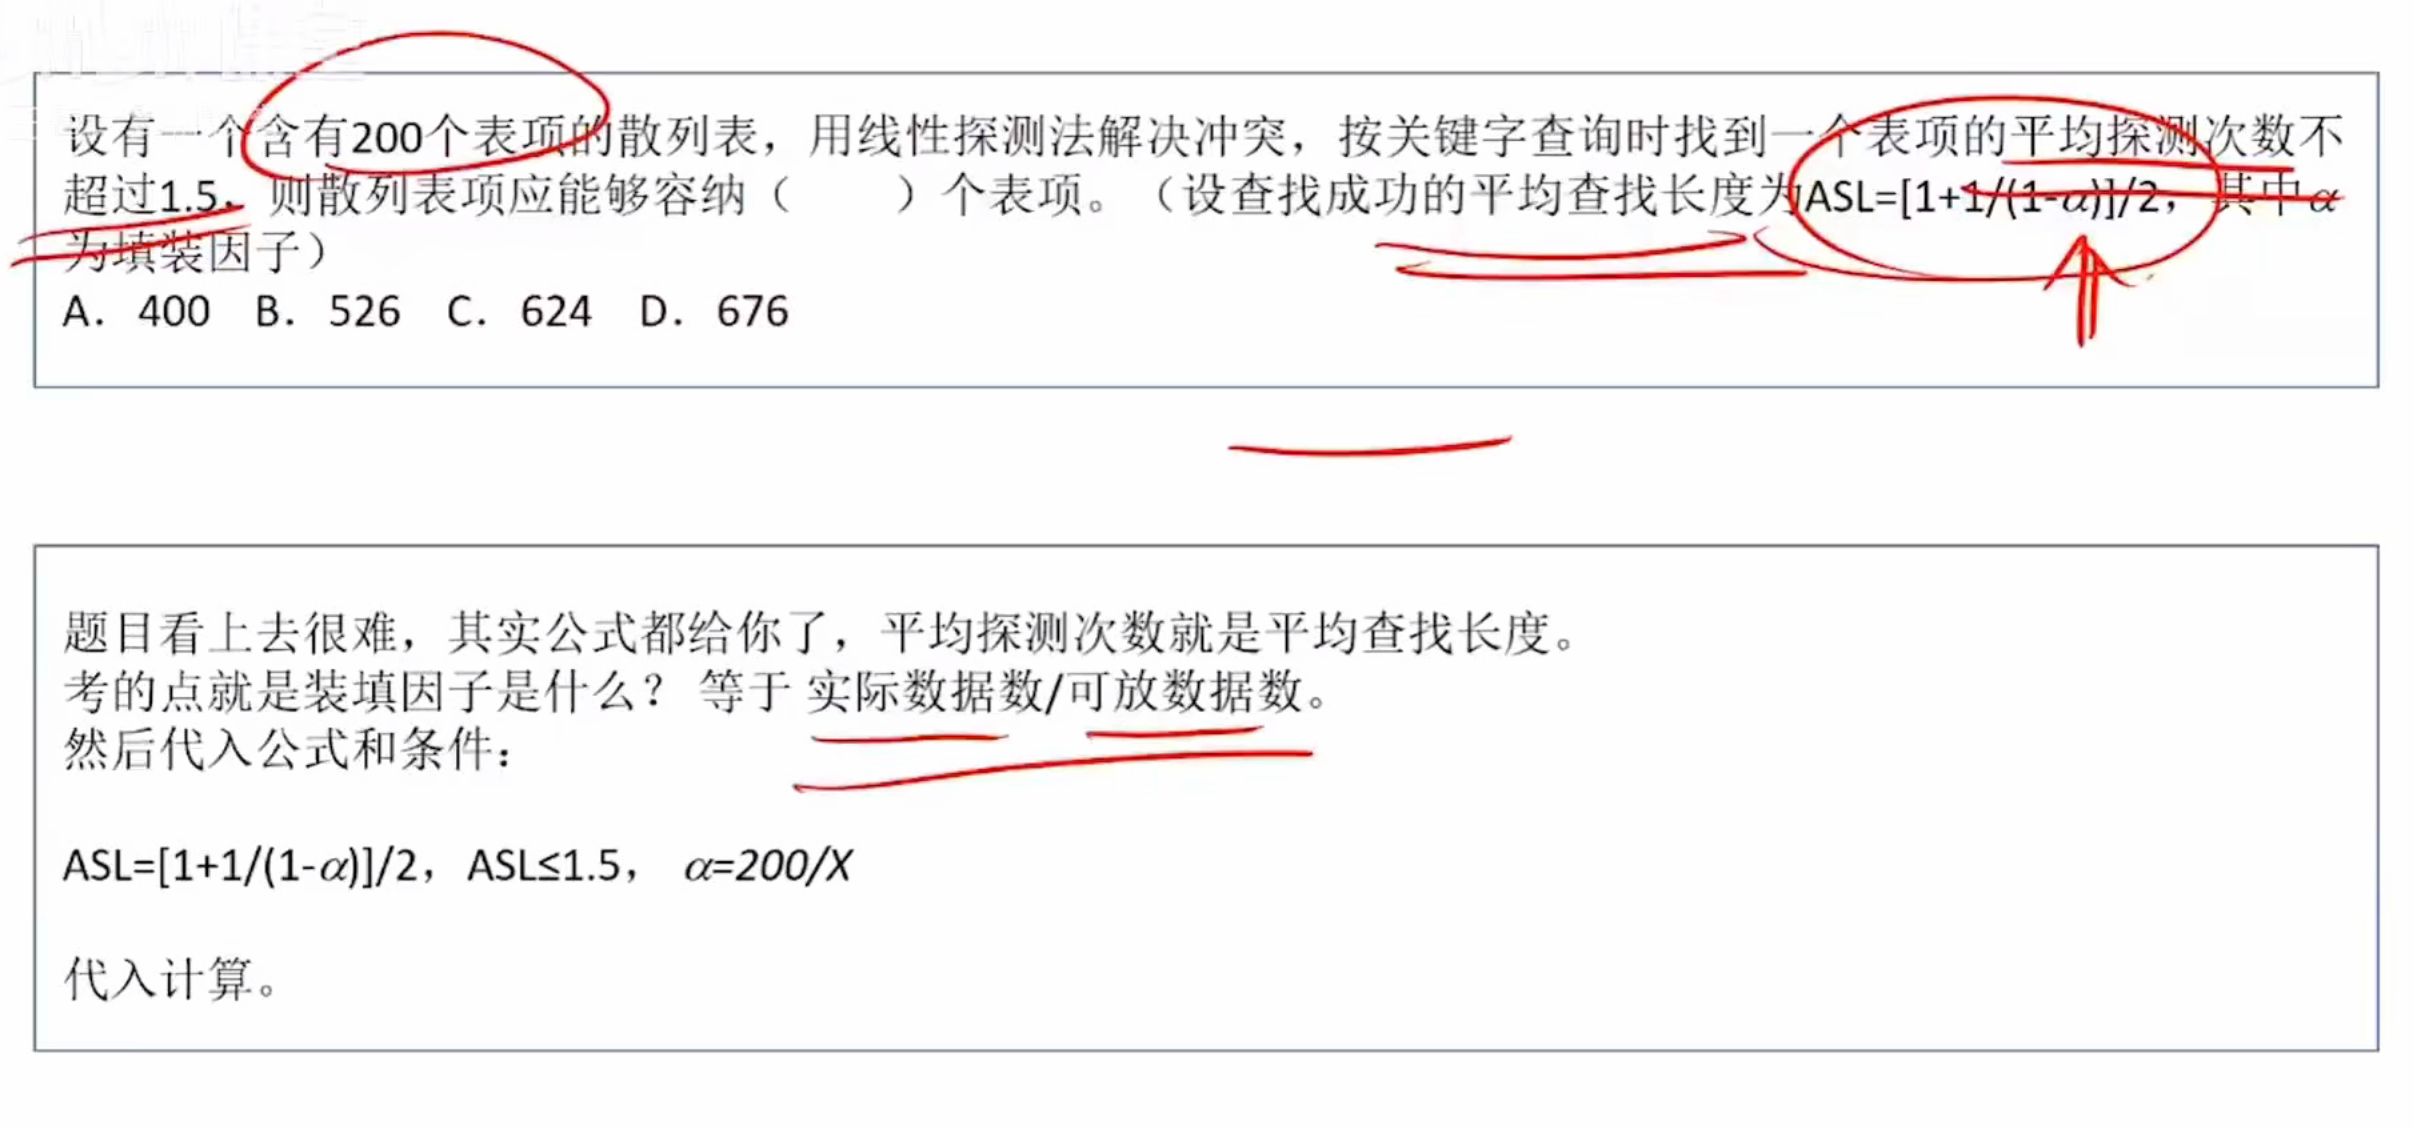 设有一个含有200个表项的散列表，用线性探测法解决冲突，按关键字查询时找到一个表项的平均探测次数不
超过1.5，则散列表项应能够容纳（　　）个表项。（设查找成功的平均查找长度为ASL=[1+1/(1-α)]/2，其中α
为填装因子）
A. 400 B. 526 C. 624 D. 676
题目看上去很难，其实公式都给你了，平均探测次数就是平均查找长度。
考的点就是装填因子是什么？ 等于 实际数据数/可放数据数。
然后代入公式和条件：
ASL=[1+1/(1-α)]/2，ASL≤1.5， α=200/X
代入计算。